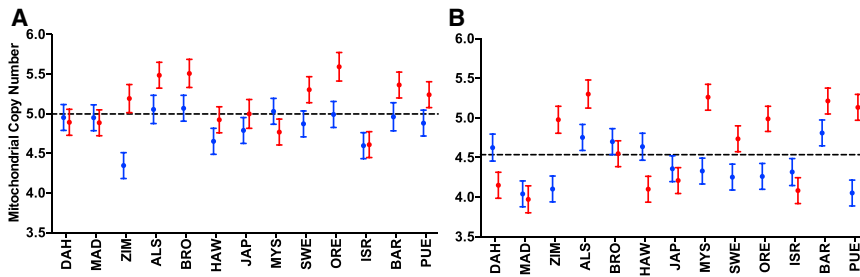 A
B
Mitochondrial Copy Number
6.0
5.5
5.0
4.5
4.0
3.5
DAH MAD ZIM ALS BRO HAW JAP MYS SWE ORE ISR BAR PUE
6.0
5.5
5.0
4.5
4.0
3.5
DAH MAD ZIM ALS BRO HAW JAP MYS SWE ORE ISR BAR PUE